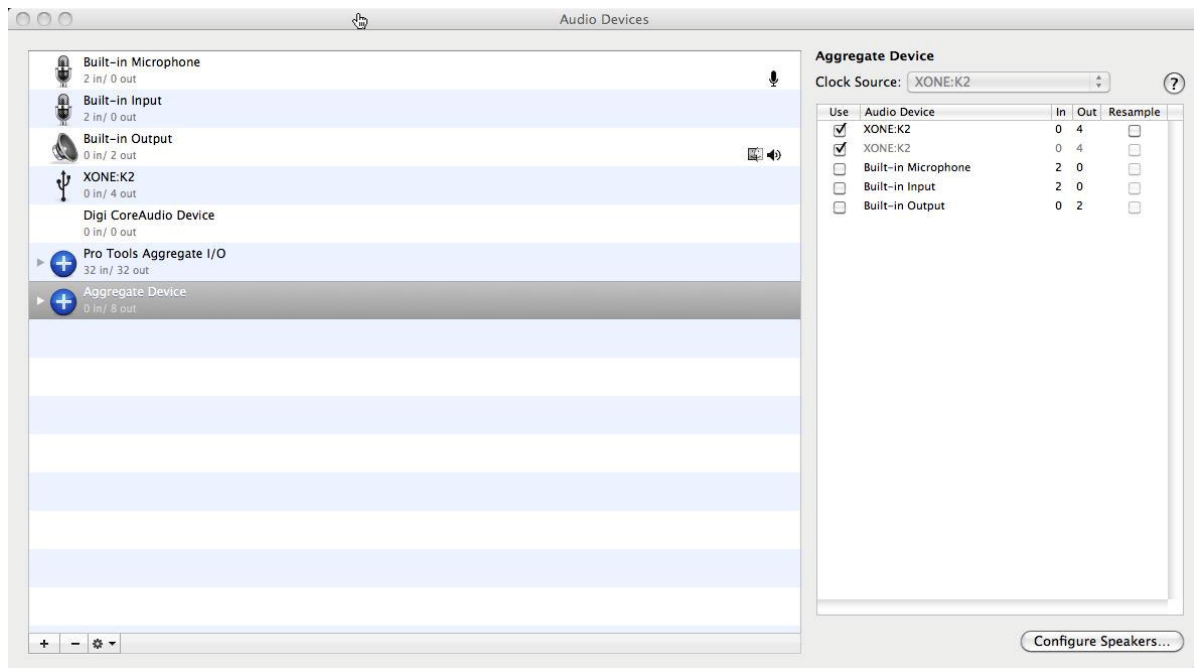 Audio Devices
Built-in Microphone
2 in/ 0 out
Built-in Input
2 in/ 0 out
Built-in Output
0 in/ 2 out
XONE:K2
0 in/ 4 out
Digi CoreAudio Device
0 in/ 0 out
Pro Tools Aggregate I/O
32 in/ 32 out
Aggregate Device
0 in/ 8 out
+ −
Aggregate Device
Clock Source: XONE:K2 ?
Use Audio Device In Out Resample
XONE:K2 0 4
XONE:K2 0 4
Built-in Microphone 2 0
Built-in Input 2 0
Built-in Output 0 2
Configure Speakers...